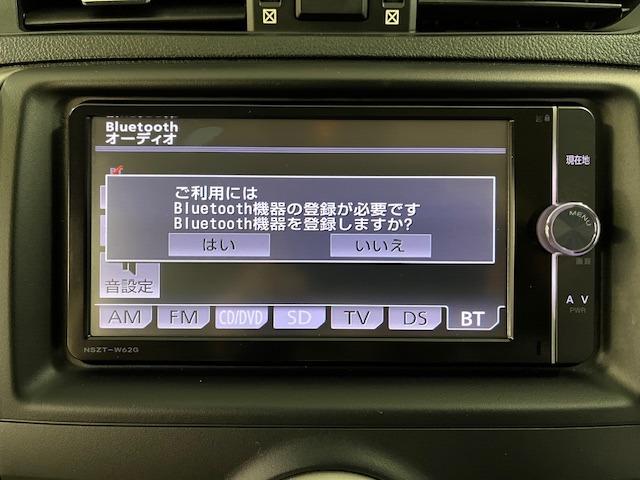 Bluetooth
オーディオ
ご利用には
Bluetooth機器の登録が必要です
Bluetooth機器を登録しますか?
はい
いいえ
音設定
AM
FM
CD/DVD
SD
TV
DS
BT
NSZT-W62G
現在地
MENU
画面
A V
PWR